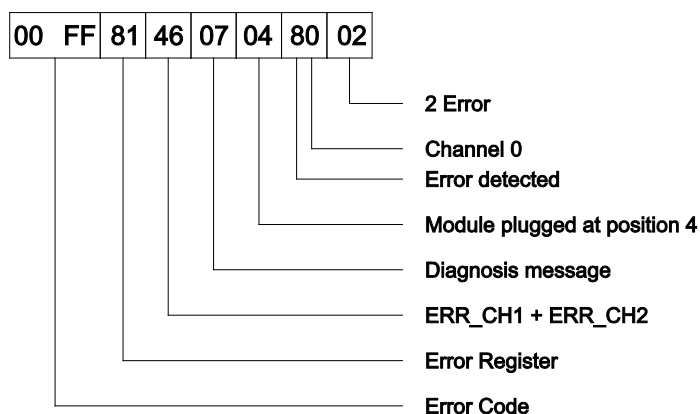 00 FF 81 46 07 04 80 02
2 Error
Channel 0
Error detected
Module plugged at position 4
Diagnosis message
ERR_CH1 + ERR_CH2
Error Register
Error Code